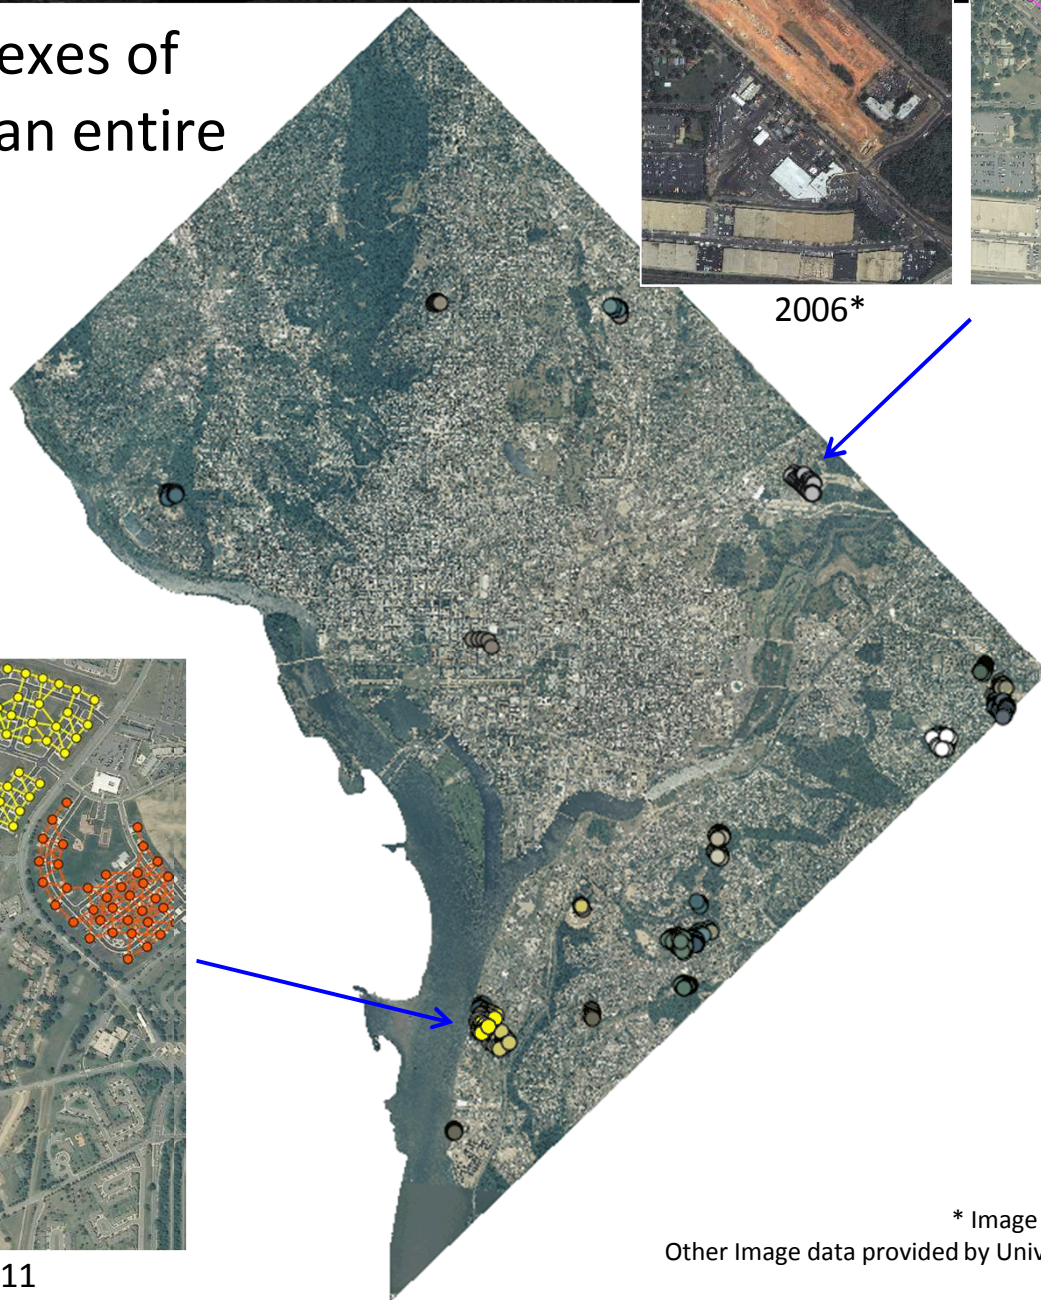 exes of
an entire
2006*
11
* Image
Other Image data provided by Univ